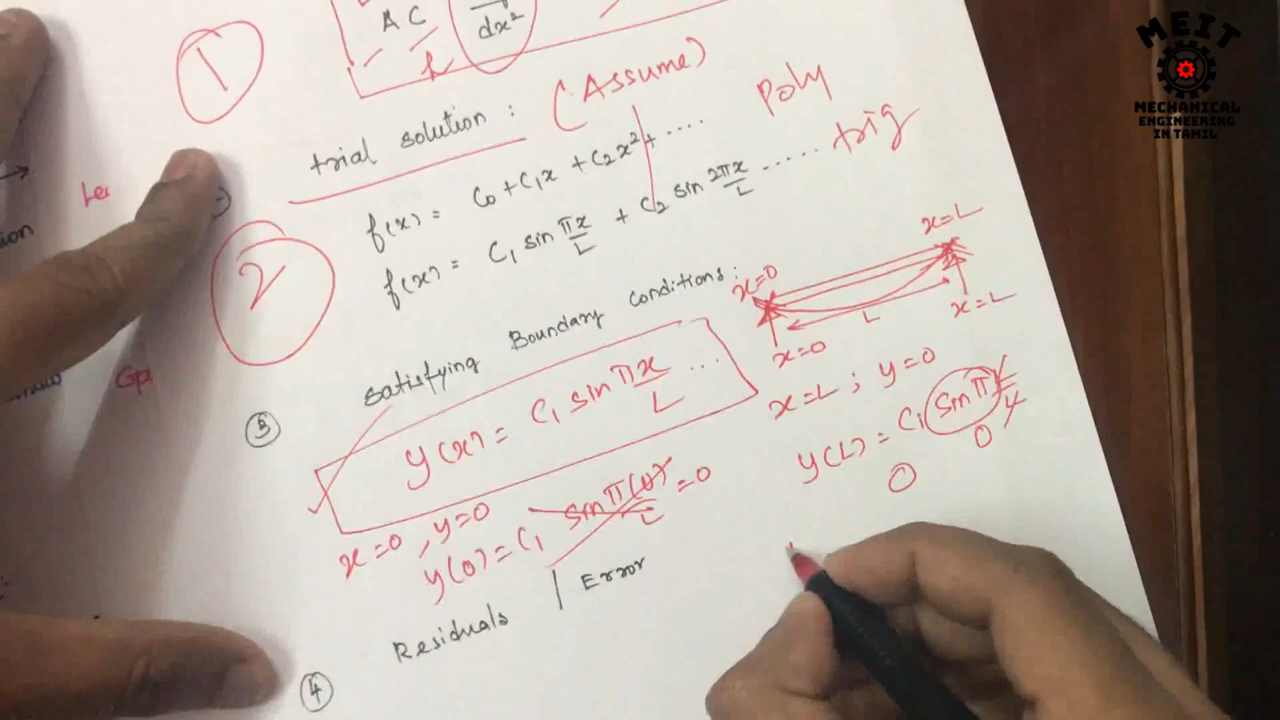 MEIT
MECHANICAL
ENGINEERING
IN TAMIL
1
A C
dx²
trial solution : (Assume)
f(x) = C₀ + C₁x + C₂x² + .... Poly
f(x) = C₁ sin πx/L + C₂ sin 2πx/L ..... trig
2
x=0 x=L
L
x=0 x=L
3 Satisfying Boundary Conditions :
y(x) = C₁ sin πx/L ...
x=L ; y=0
y(L) = C₁ sin π L/L
0
0
x=0, y=0
y(0) = C₁ sin π(0)/L = 0
4 Residuals | Error